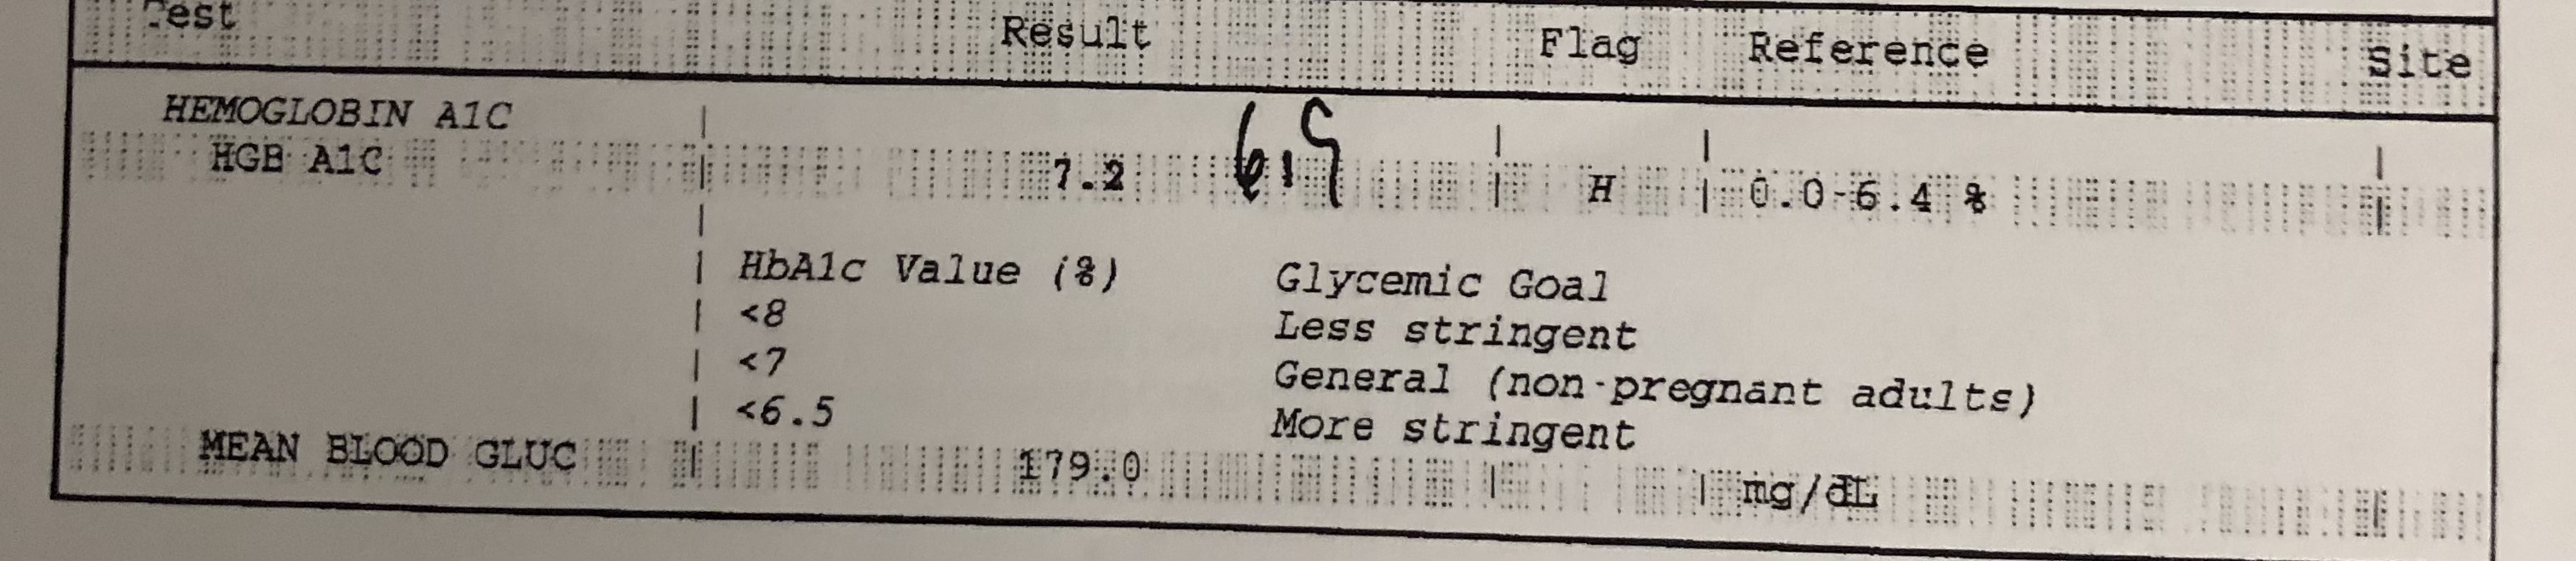 Test Result Flag Reference Site
HEMOGLOBIN A1C
HGB A1C 7.2 6.9 H 0.0-6.4 %
HbA1c Value (%) Glycemic Goal
<8 Less stringent
<7 General (non-pregnant adults)
<6.5 More stringent
MEAN BLOOD GLUC 179.0 mg/dL